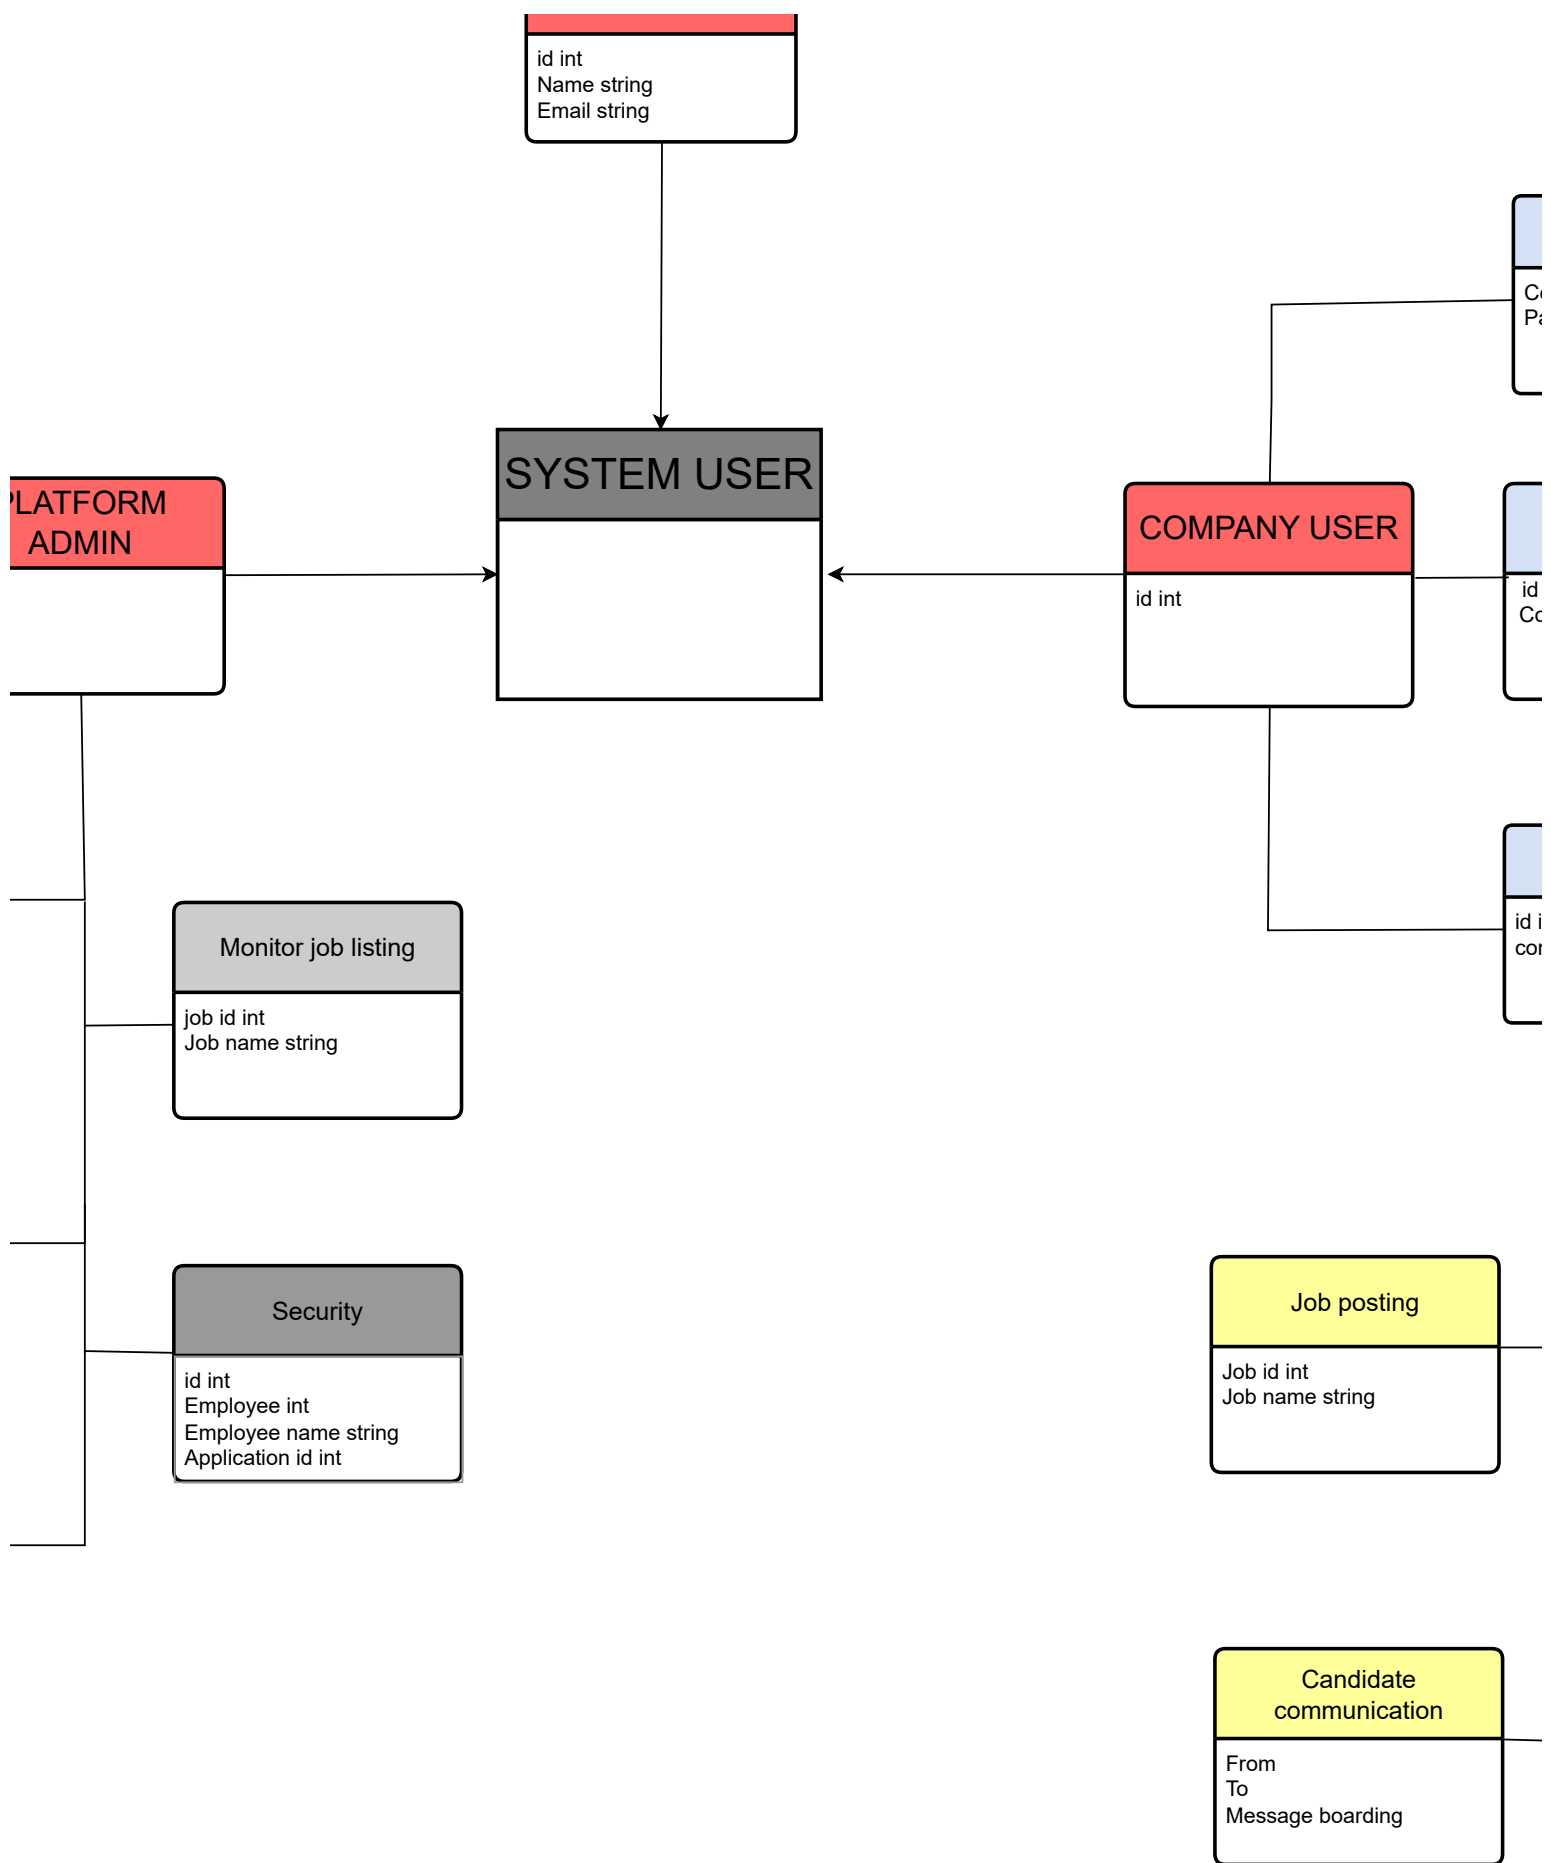 id int
Name string
Email string
SYSTEM USER
PLATFORM
ADMIN
COMPANY USER
id int
id
Monitor job listing
job id int
Job name string
Security
id int
Employee int
Employee name string
Application id int
Job posting
Job id int
Job name string
Candidate
communication
From
To
Message boarding